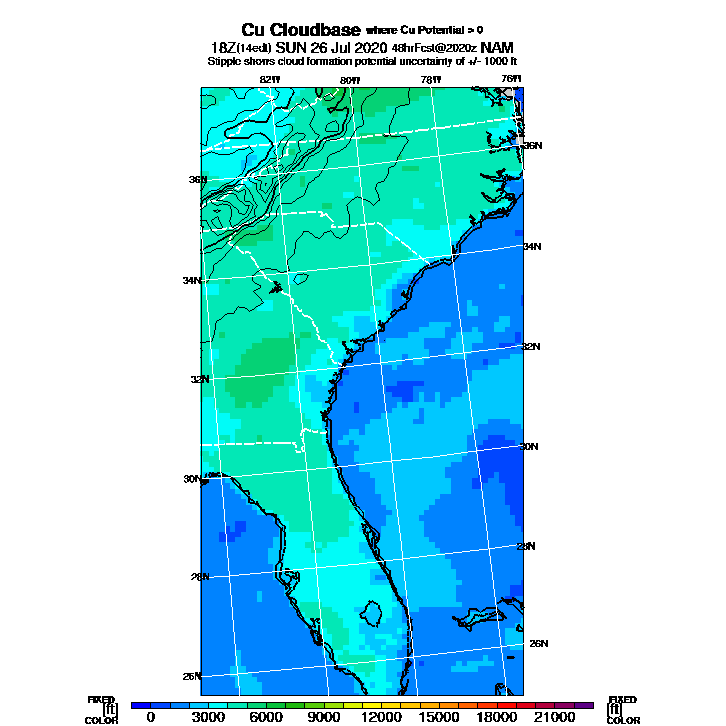 Cu Cloudbase where Cu Potential > 0
18Z(14edt) SUN 26 Jul 2020 48hrFcst@2020z NAM
Stipple shows cloud formation potential uncertainty of +/- 1000 ft
82W 80W 78W 76W
36N
36N
34N
34N
32N
32N
30N
30N
28N
28N
26N
26N
FIXED FIXED
[ft] 0 3000 6000 9000 12000 15000 18000 21000 [ft]
COLOR COLOR